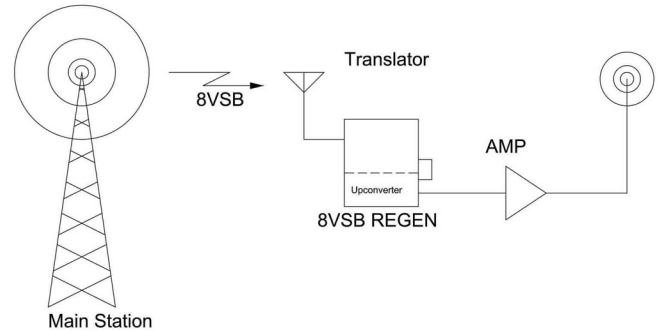 Translator
8VSB
AMP
Upconverter
8VSB REGEN
Main Station